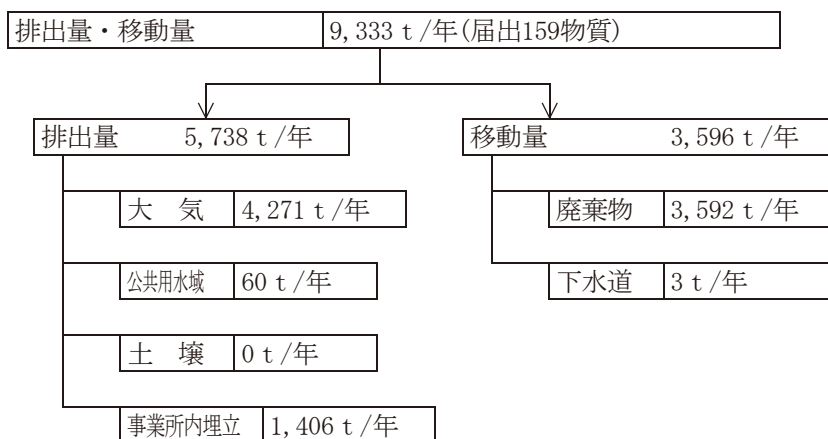 排出量・移動量 9,333 t/年(届出159物質)
排出量 5,738 t/年
移動量 3,596 t/年
大 気 4,271 t/年
廃棄物 3,592 t/年
公共用水域 60 t/年
下水道 3 t/年
土 壌 0 t/年
事業所内埋立 1,406 t/年